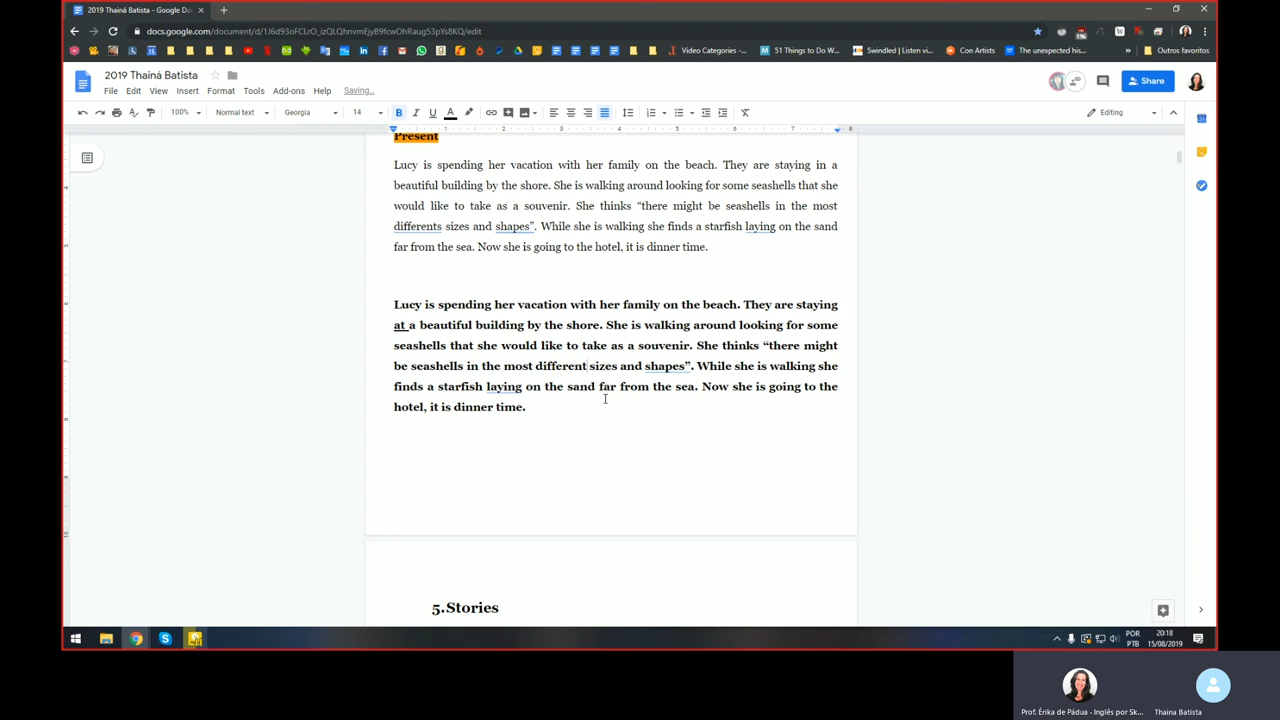 2019 Thainá Batista - Google Do
docs.google.com/document/d/1J6d93oFCLrO_izQLQhnvmEjyB9fcwOhRaug53pYs8KQ/edit
Video Categories -...
51 Things to Do W...
Swindled | Listen vi...
Con Artists
The unexpected his...
»
Outros favoritos
2019 Thainá Batista
File Edit View Insert Format Tools Add-ons Help Saving...
Share
100% Normal text Georgia 14 B I U A Editing
1 2 3 4 5 6 7 8
Present
Lucy is spending her vacation with her family on the beach. They are staying in a
beautiful building by the shore. She is walking around looking for some seashells that she
would like to take as a souvenir. She thinks “there might be seashells in the most
differents sizes and shapes”. While she is walking she finds a starfish laying on the sand
far from the sea. Now she is going to the hotel, it is dinner time.
Lucy is spending her vacation with her family on the beach. They are staying
at a beautiful building by the shore. She is walking around looking for some
seashells that she would like to take as a souvenir. She thinks “there might
be seashells in the most different sizes and shapes”. While she is walking she
finds a starfish laying on the sand far from the sea. Now she is going to the
hotel, it is dinner time.
5.Stories
POR
PTB
20:18
15/08/2019
Prof. Érika de Pádua - Inglês por Sk...
Thaina Batista